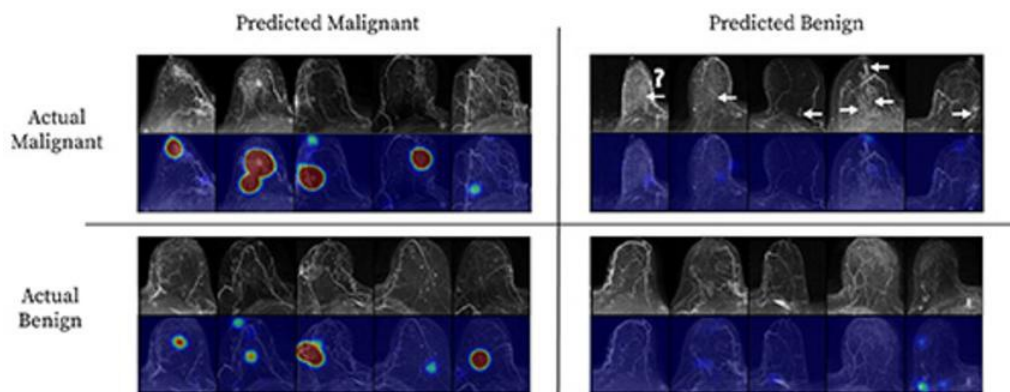 Predicted Malignant
Predicted Benign
Actual
Malignant
?
Actual
Benign